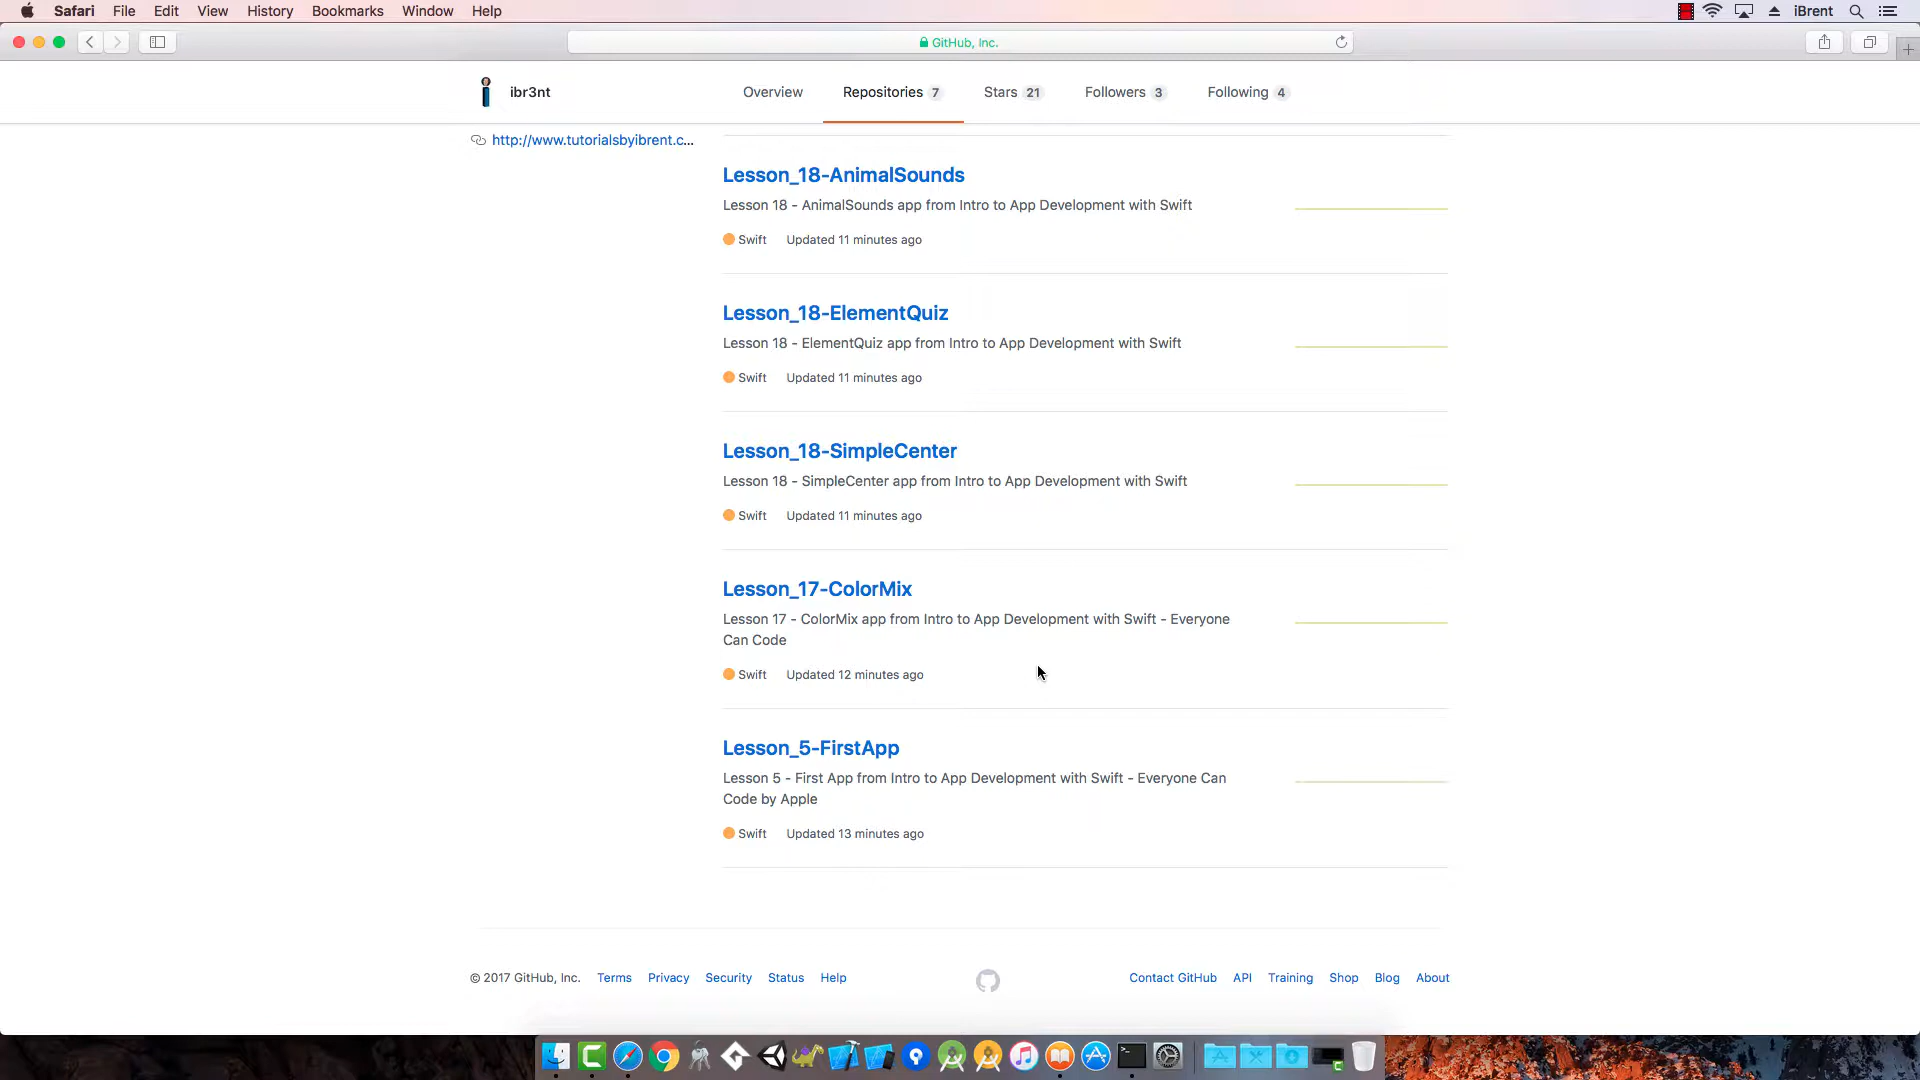 Safari File Edit View History Bookmarks Window Help iBrent
GitHub, Inc.
ibr3nt Overview Repositories 7 Stars 21 Followers 3 Following 4
http://www.tutorialsbyibrent.c...
Lesson_18-AnimalSounds
Lesson 18 - AnimalSounds app from Intro to App Development with Swift
Swift Updated 11 minutes ago
Lesson_18-ElementQuiz
Lesson 18 - ElementQuiz app from Intro to App Development with Swift
Swift Updated 11 minutes ago
Lesson_18-SimpleCenter
Lesson 18 - SimpleCenter app from Intro to App Development with Swift
Swift Updated 11 minutes ago
Lesson_17-ColorMix
Lesson 17 - ColorMix app from Intro to App Development with Swift - Everyone
Can Code
Swift Updated 12 minutes ago
Lesson_5-FirstApp
Lesson 5 - First App from Intro to App Development with Swift - Everyone Can
Code by Apple
Swift Updated 13 minutes ago
© 2017 GitHub, Inc. Terms Privacy Security Status Help Contact GitHub API Training Shop Blog About